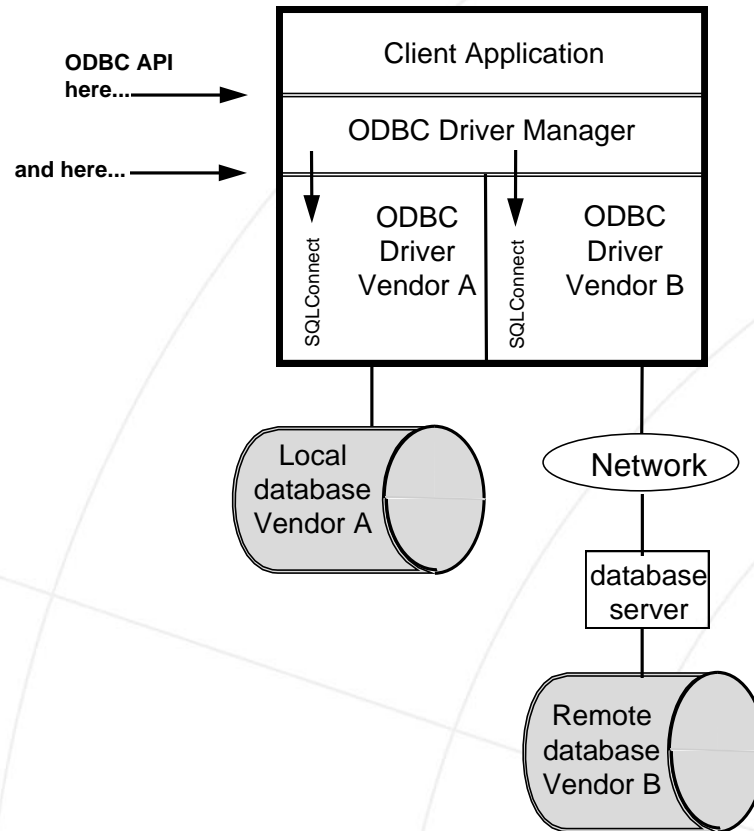 Client Application
ODBC API
here...
ODBC Driver Manager
and here...
SQLConnect
ODBC
Driver
Vendor A
SQLConnect
ODBC
Driver
Vendor B
Local
database
Vendor A
Network
database
server
Remote
database
Vendor B